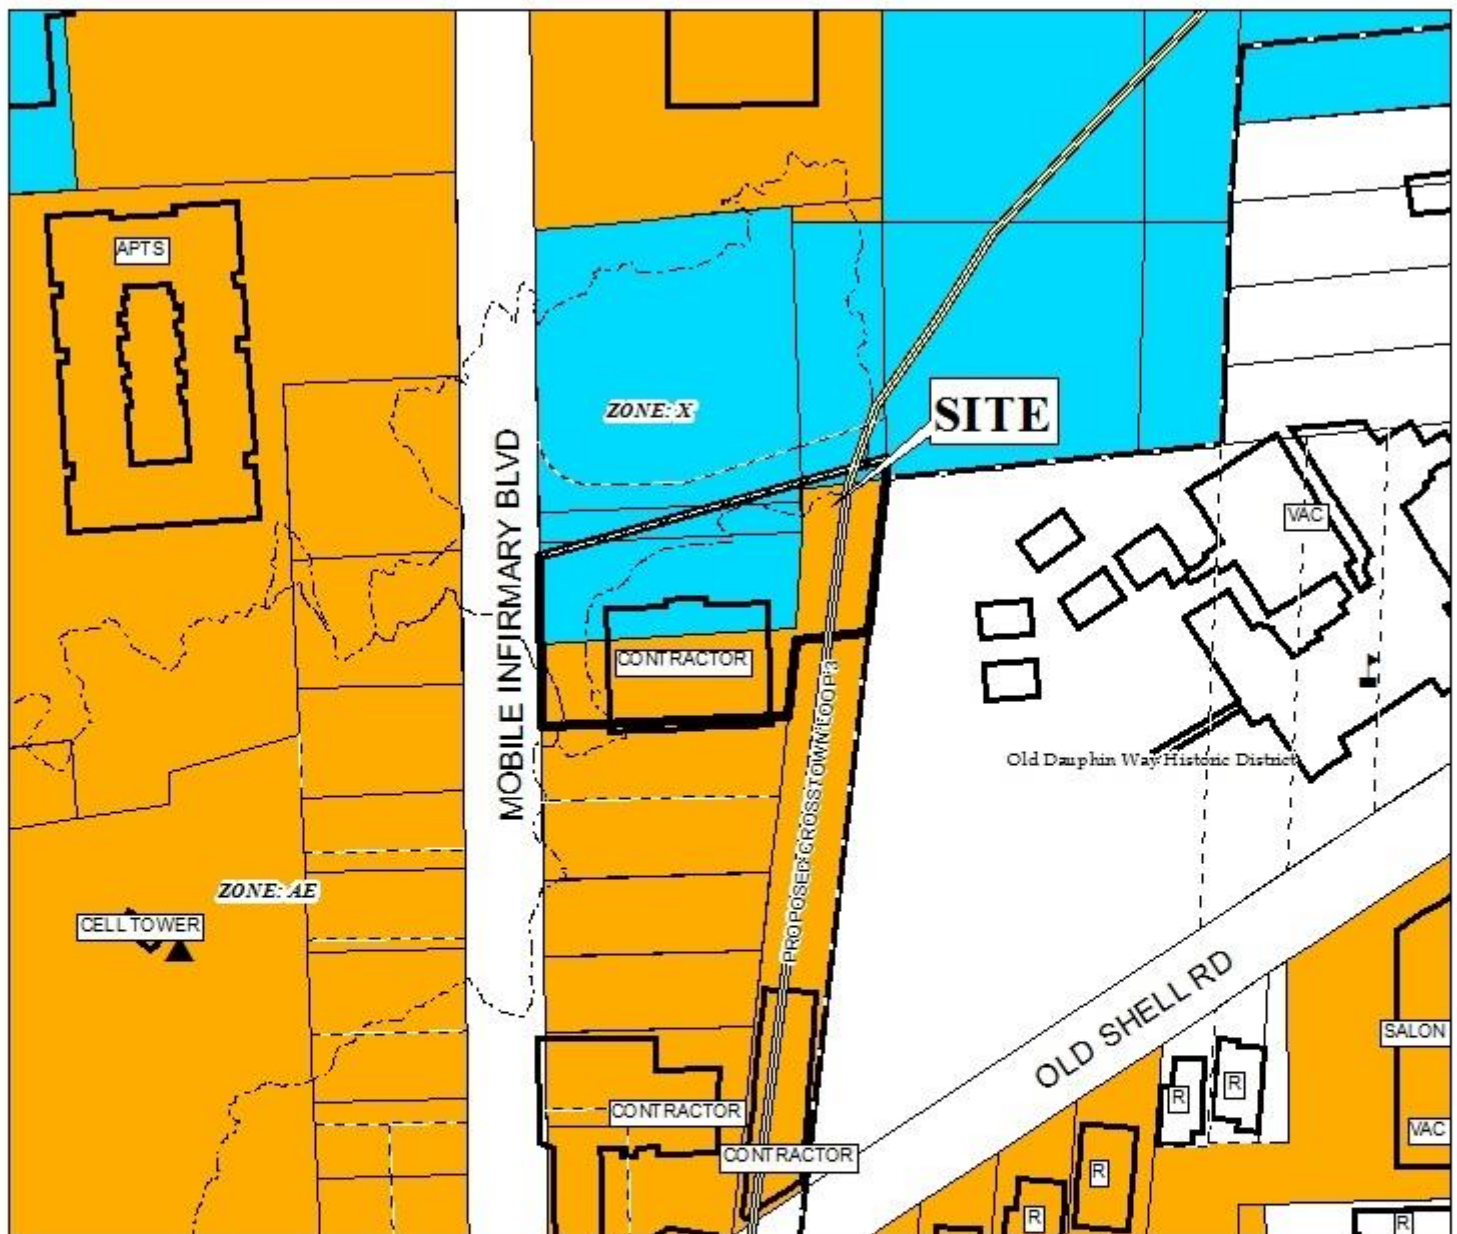 APTS
ZONE: X
SITE
MOBILE INFIRMARY BLVD
VAC
CONTRACTOR
PROPOSED CROSSTOWN LOOP 3
Old Dauphin Way Historic District
ZONE: AE
CELL TOWER
OLD SHELL RD
SALON
R
R
CONTRACTOR
VAC
CONTRACTOR
R
R
R